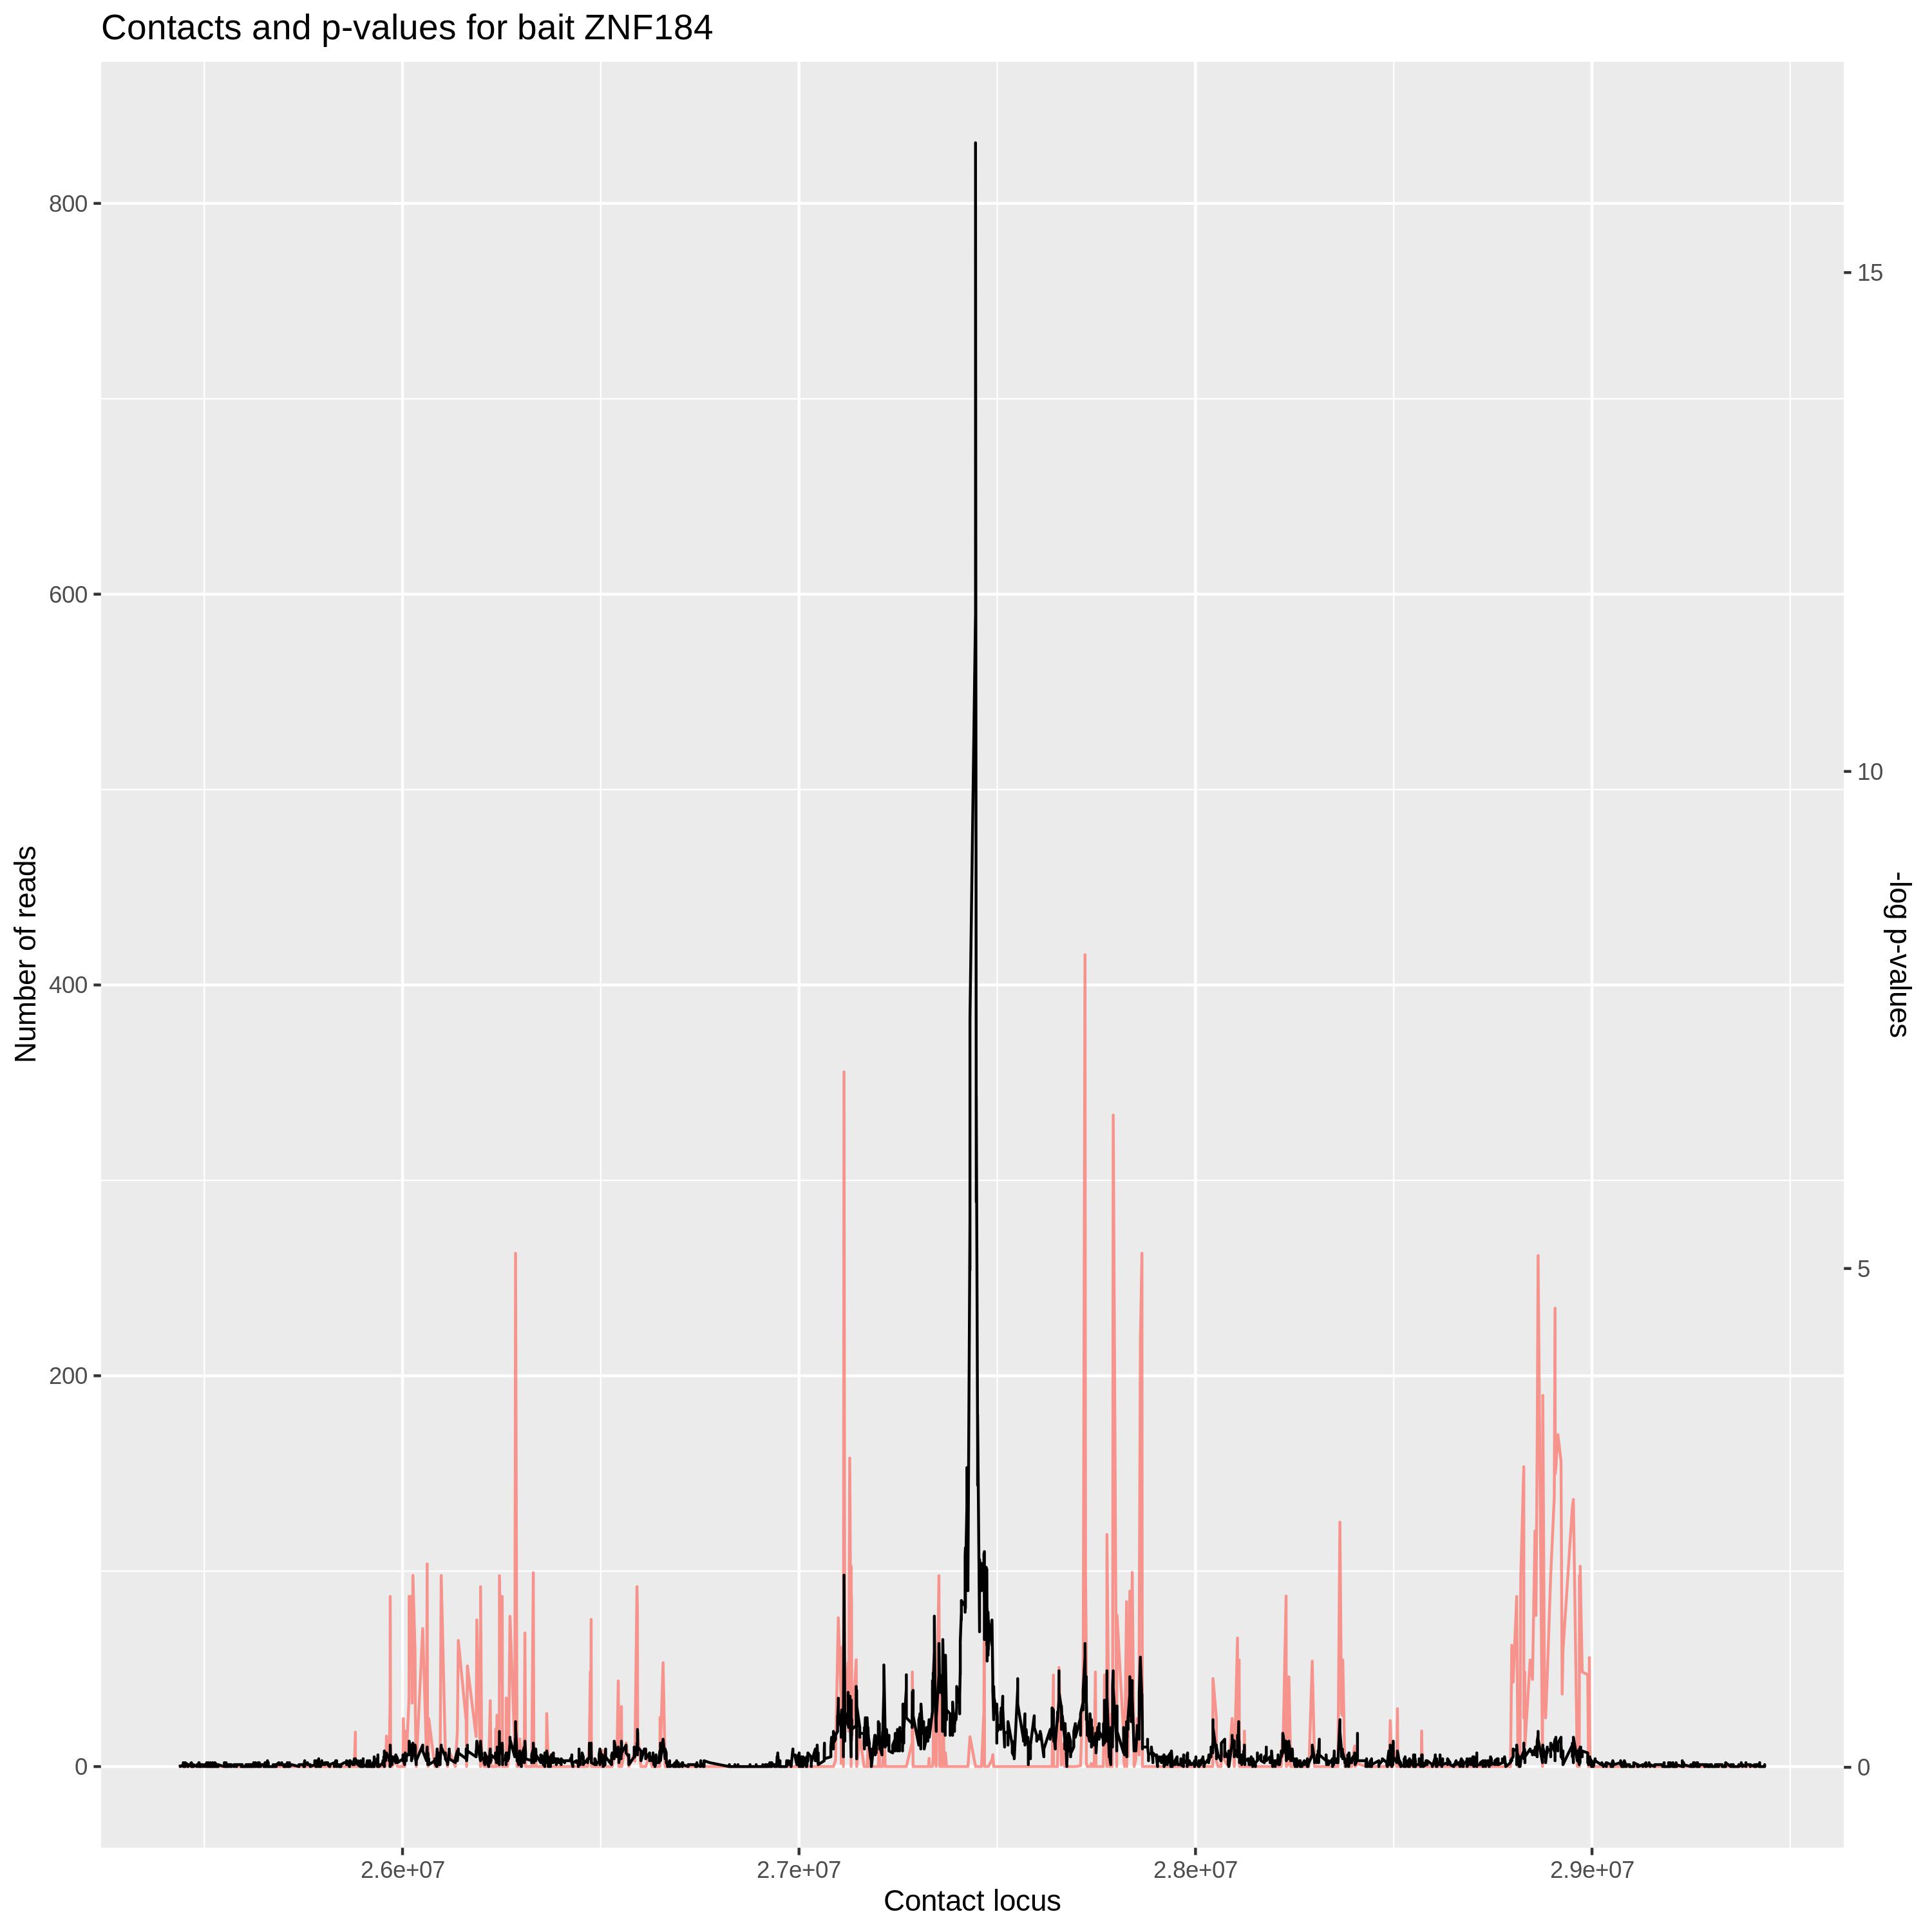 Contacts and p-values for bait ZNF184
800
600
400
200
0
Number of reads
15
10
5
0
-log p-values
2.6e+07 2.7e+07 2.8e+07 2.9e+07
Contact locus